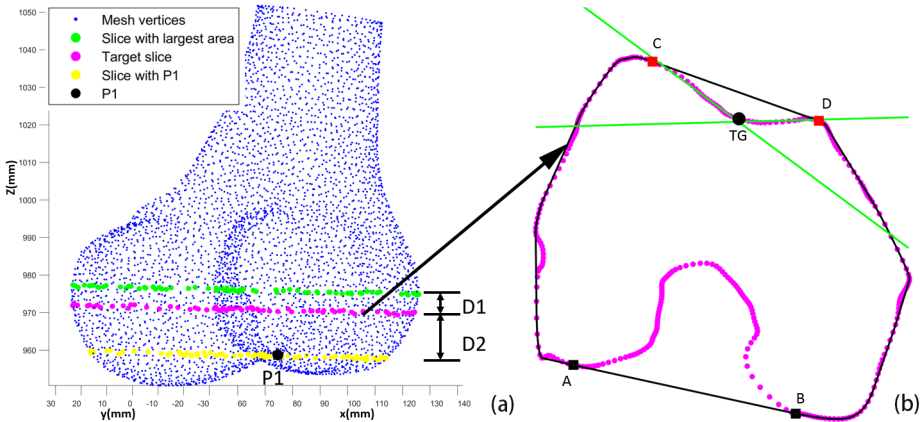 Mesh vertices
Slice with largest area
Target slice
Slice with P1
P1
1050
1040
1030
1020
1010
1000
990
980
970
960
Z(mm)
D1
D2
P1
30 20 10 0 -10 -20 -30 50 60 70 80 90 100 110 120 130 140
y(mm) x(mm)
(a)
C
D
TG
A
B
(b)